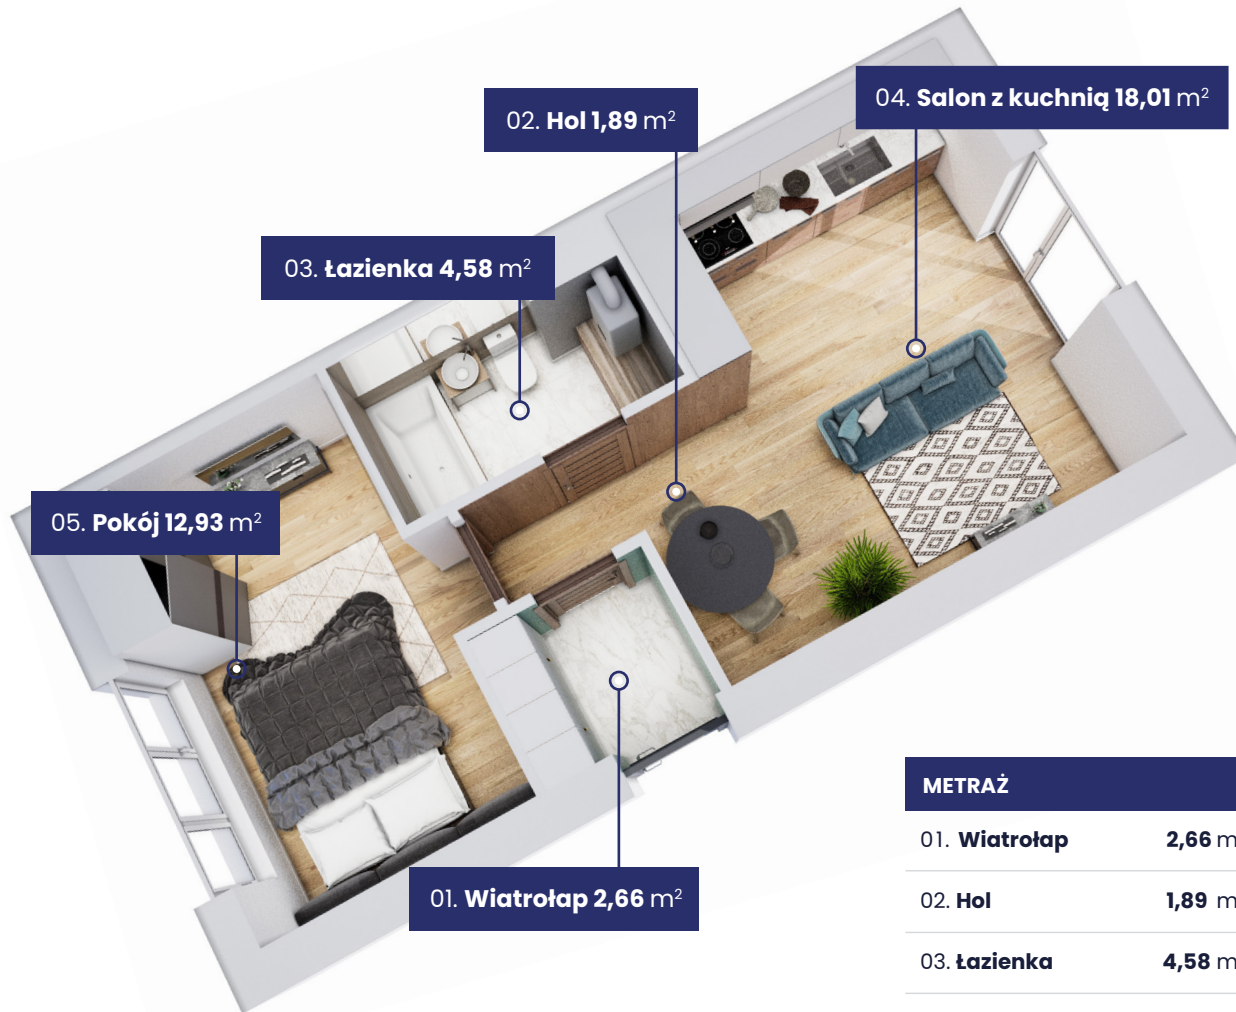 04. Salon z kuchnią 18,01 m²
02. Hol 1,89 m²
03. Łazienka 4,58 m²
05. Pokój 12,93 m²
01. Wiatrołap 2,66 m²
METRAŻ
01. Wiatrołap 2,66 m
02. Hol 1,89 m
03. Łazienka 4,58 m